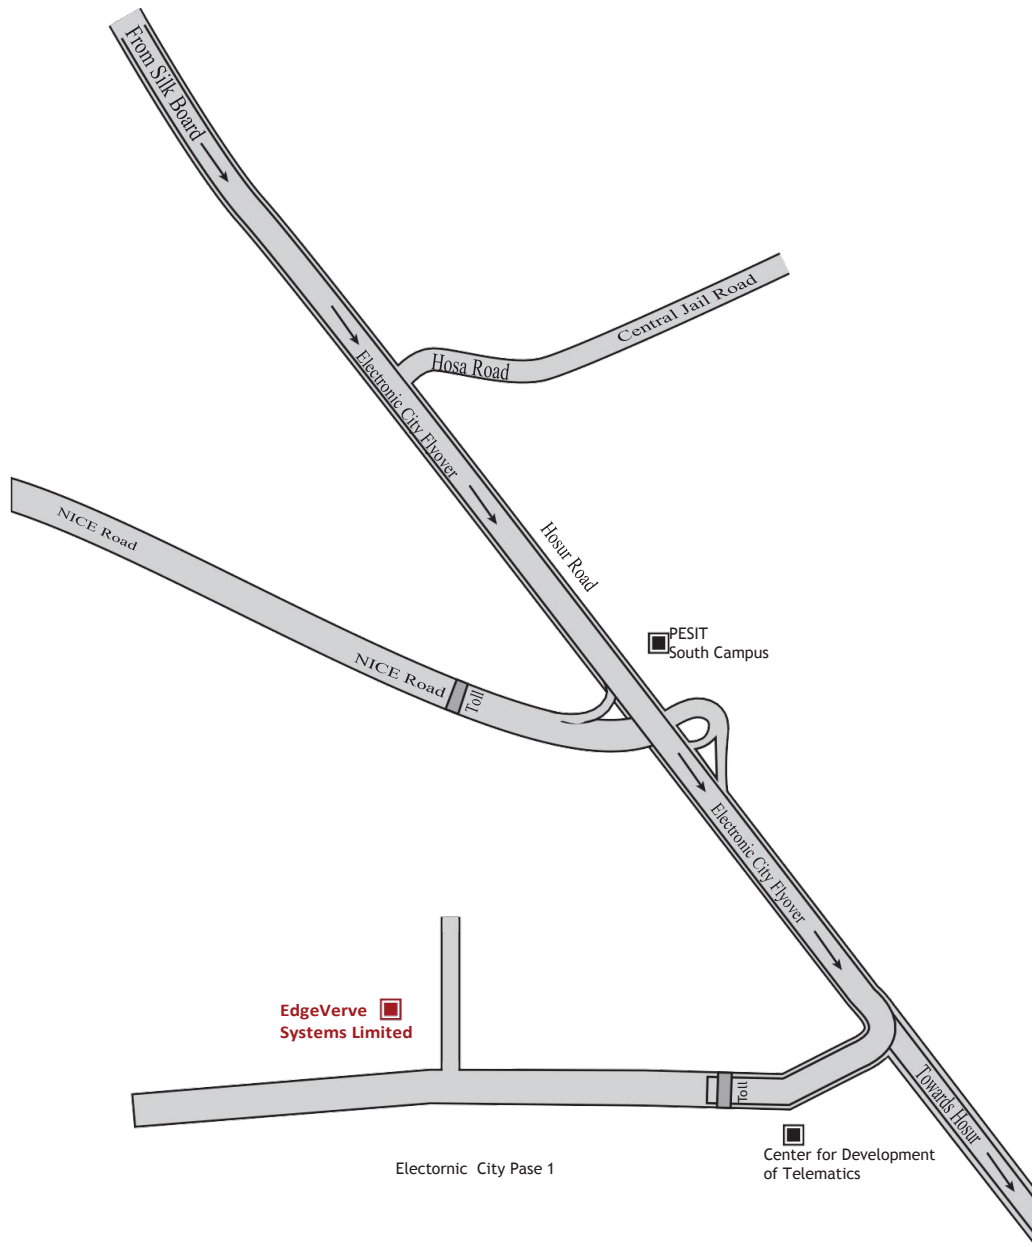 From Silk Board
Central Jail Road
Hosa Road
Electronic City Flyover
NICE Road
Hosur Road
PESIT
South Campus
NICE Road
Toll
Electronic City Flyover
EdgeVerve
Systems Limited
Toll
Towards Hosur
Center for Development
of Telematics
Electornic City Pase 1